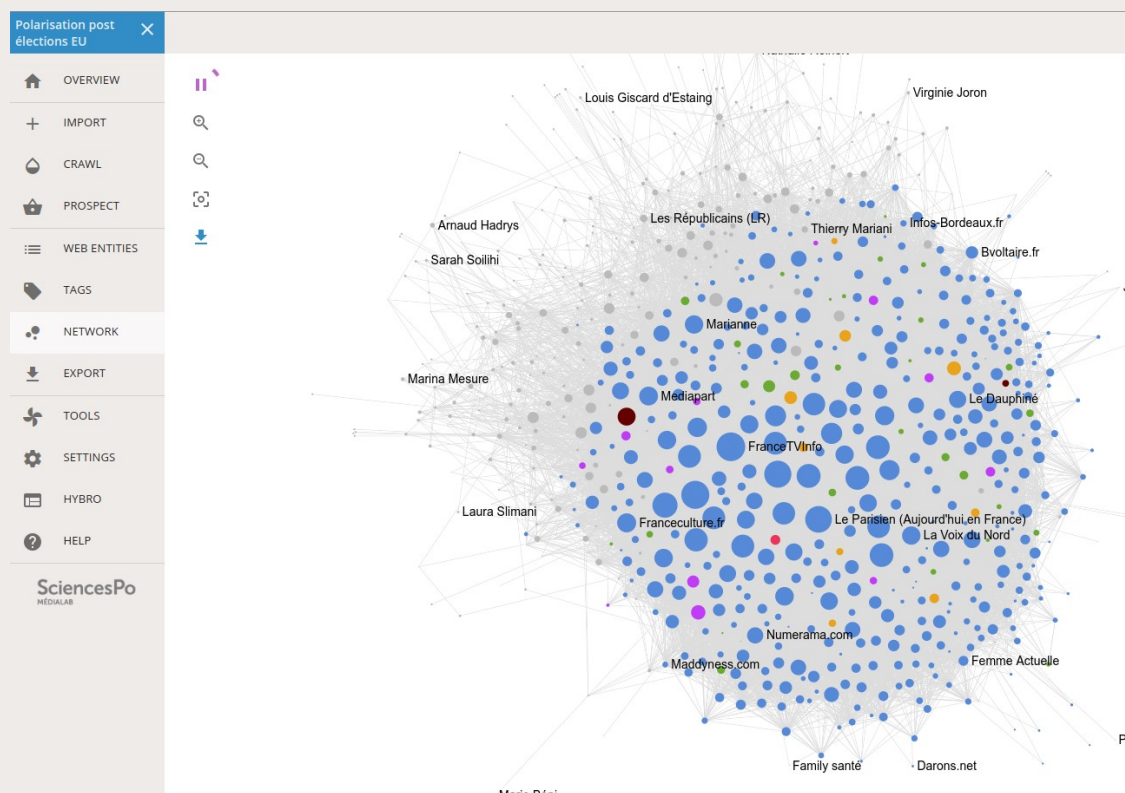 Polarisation post
élections EU
OVERVIEW
IMPORT
CRAWL
PROSPECT
WEB ENTITIES
TAGS
NETWORK
EXPORT
TOOLS
SETTINGS
HYBRO
HELP
SciencesPo
MÉDIALAB
Louis Giscard d'Estaing
Virginie Joron
Arnaud Hadrys
Les Républicains (LR)
Thierry Mariani
Infos-Bordeaux.fr
Sarah Soilihi
Bvoltaire.fr
Marianne
Marina Mesure
Mediapart
Le Dauphiné
FranceTVInfo
Laura Slimani
Franceculture.fr
Le Parisien (Aujourd'hui en France)
La Voix du Nord
Numerama.com
Maddyness.com
Femme Actuelle
Family santé
Darons.net